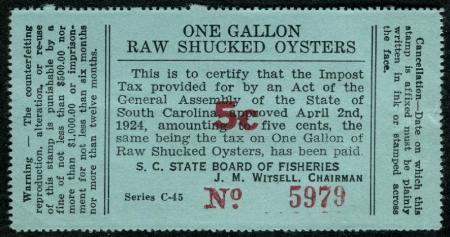 Warning — The counterfeiting
reproduction, alteration, or re-use
of this stamp is punishable by a
fine of not less than $500.00 nor
more than $1,000.00 or imprison-
ment for not less than six months
nor more than twelve months.
ONE GALLON
RAW SHUCKED OYSTERS
This is to certify that the Impost
Tax provided for by an Act of the
General Assembly of the State of
South Carolina, approved April 2nd,
1924, amounting to five cents, the
same being the tax on One Gallon of
Raw Shucked Oysters, has been paid.
5c
S. C. STATE BOARD OF FISHERIES
J. M. WITSELL, CHAIRMAN
Series C-45 No 5979
Cancellation—Date on which this
stamp is affixed must be plainly
written in ink or stamped across
the face.